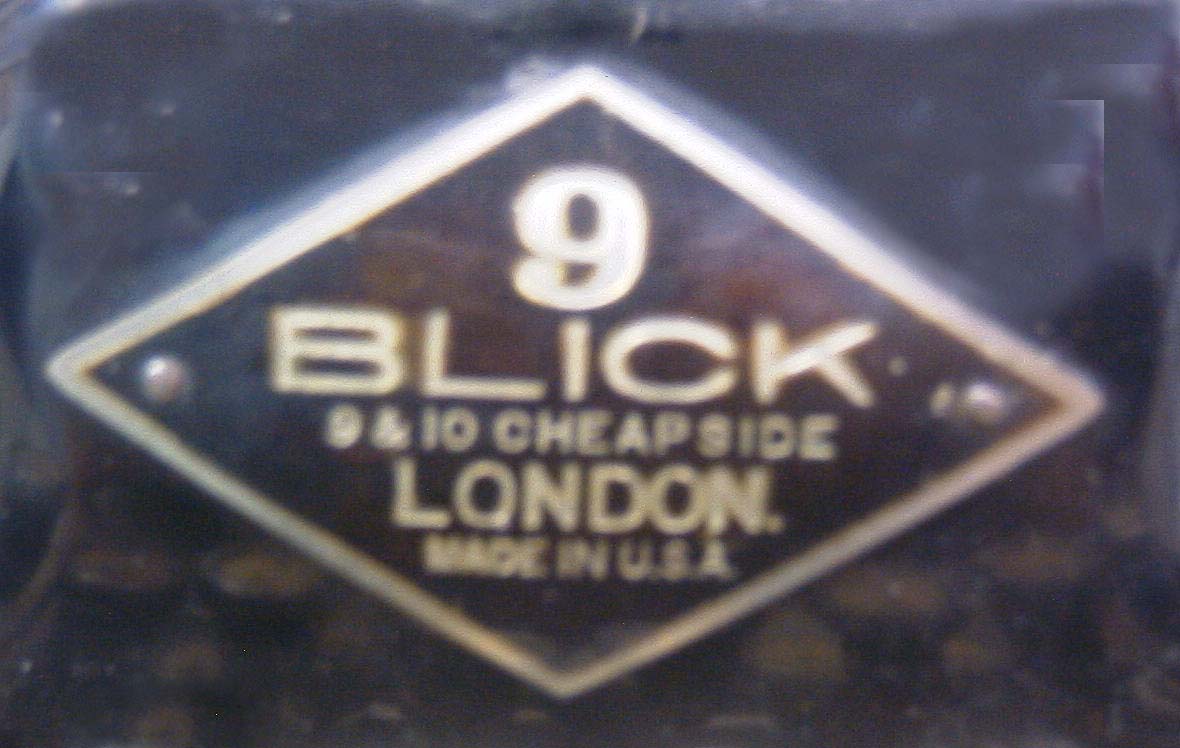 9
BLICK
9 & 10 CHEAPSIDE
LONDON.
MADE IN U.S.A.